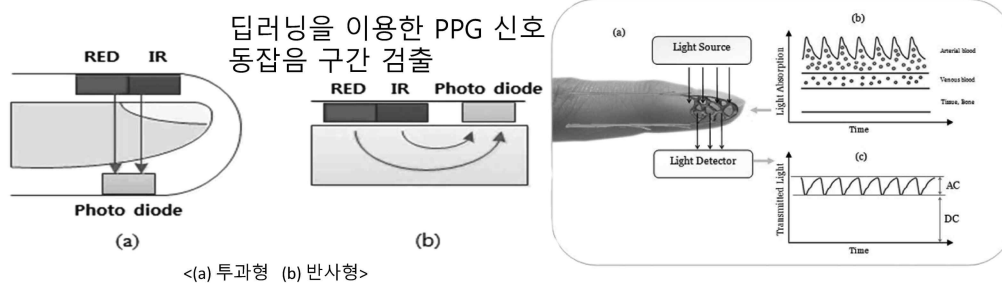 딥러닝을 이용한 PPG 신호
동잡음 구간 검출
RED IR
Photo diode
(a)
RED IR Photo diode
(b)
<(a) 투과형 (b) 반사형>
(a)
Light Source
Light Detector
(b)
Light Absorption
Arterial blood
Venous blood
Tissue, Bone
Time
(c)
Transmitted Light
AC
DC
Time